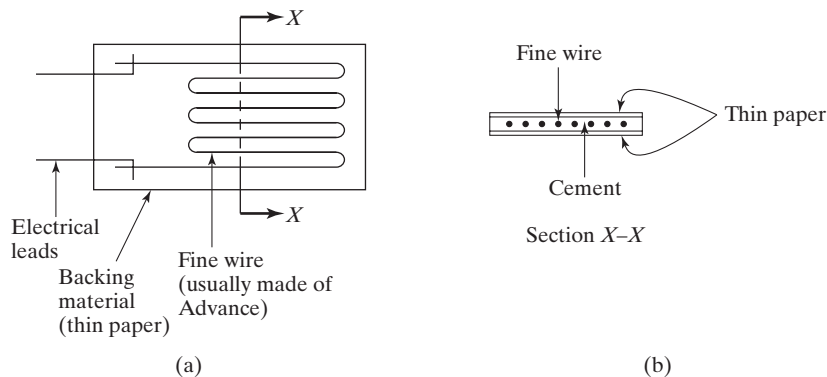 X
X
Electrical
leads
Backing
material
(thin paper)
Fine wire
(usually made of
Advance)
(a)
Fine wire
Thin paper
Cement
Section X–X
(b)